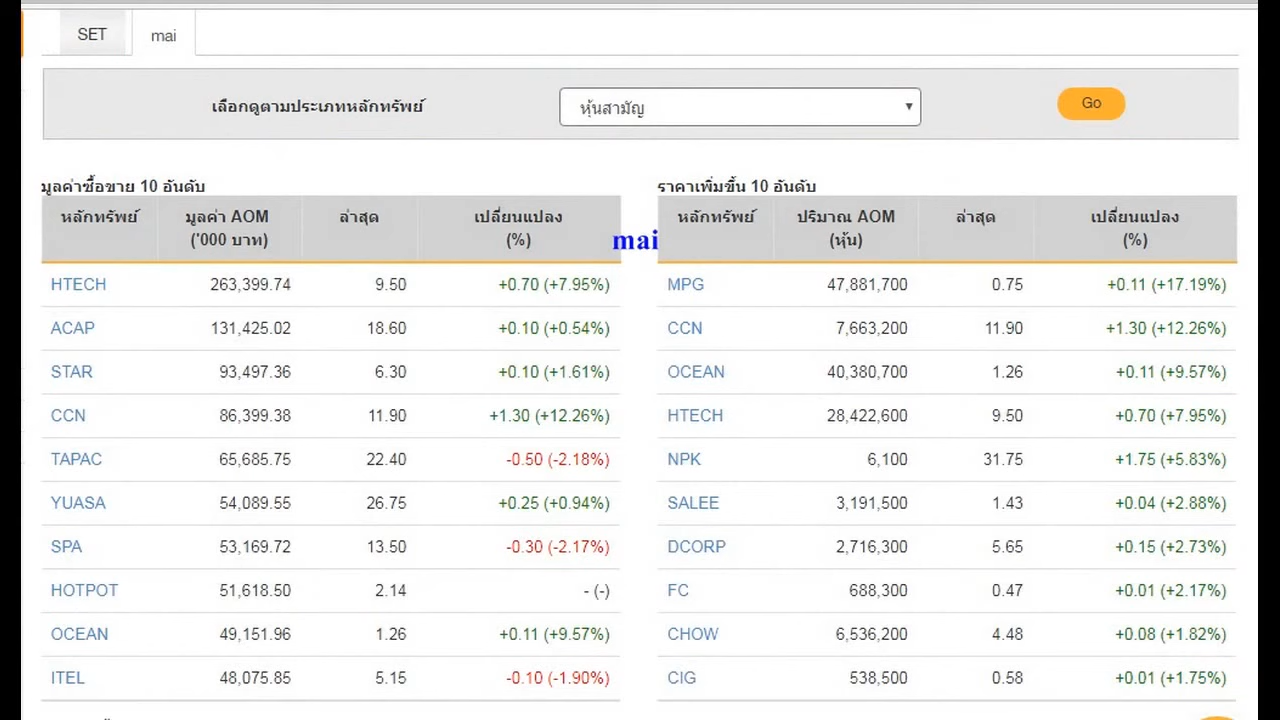 SET mai
เลือกดูตามประเภทหลักทรัพย์ หุ้นสามัญ Go
มูลค่าซื้อขาย 10 อันดับ
หลักทรัพย์ มูลค่า AOM ล่าสุด เปลี่ยนแปลง
('000 บาท) (%)
HTECH 263,399.74 9.50 +0.70 (+7.95%)
ACAP 131,425.02 18.60 +0.10 (+0.54%)
STAR 93,497.36 6.30 +0.10 (+1.61%)
CCN 86,399.38 11.90 +1.30 (+12.26%)
TAPAC 65,685.75 22.40 -0.50 (-2.18%)
YUASA 54,089.55 26.75 +0.25 (+0.94%)
SPA 53,169.72 13.50 -0.30 (-2.17%)
HOTPOT 51,618.50 2.14 - (-)
OCEAN 49,151.96 1.26 +0.11 (+9.57%)
ITEL 48,075.85 5.15 -0.10 (-1.90%)
mai
ราคาเพิ่มขึ้น 10 อันดับ
หลักทรัพย์ ปริมาณ AOM ล่าสุด เปลี่ยนแปลง
(หุ้น) (%)
MPG 47,881,700 0.75 +0.11 (+17.19%)
CCN 7,663,200 11.90 +1.30 (+12.26%)
OCEAN 40,380,700 1.26 +0.11 (+9.57%)
HTECH 28,422,600 9.50 +0.70 (+7.95%)
NPK 6,100 31.75 +1.75 (+5.83%)
SALEE 3,191,500 1.43 +0.04 (+2.88%)
DCORP 2,716,300 5.65 +0.15 (+2.73%)
FC 688,300 0.47 +0.01 (+2.17%)
CHOW 6,536,200 4.48 +0.08 (+1.82%)
CIG 538,500 0.58 +0.01 (+1.75%)